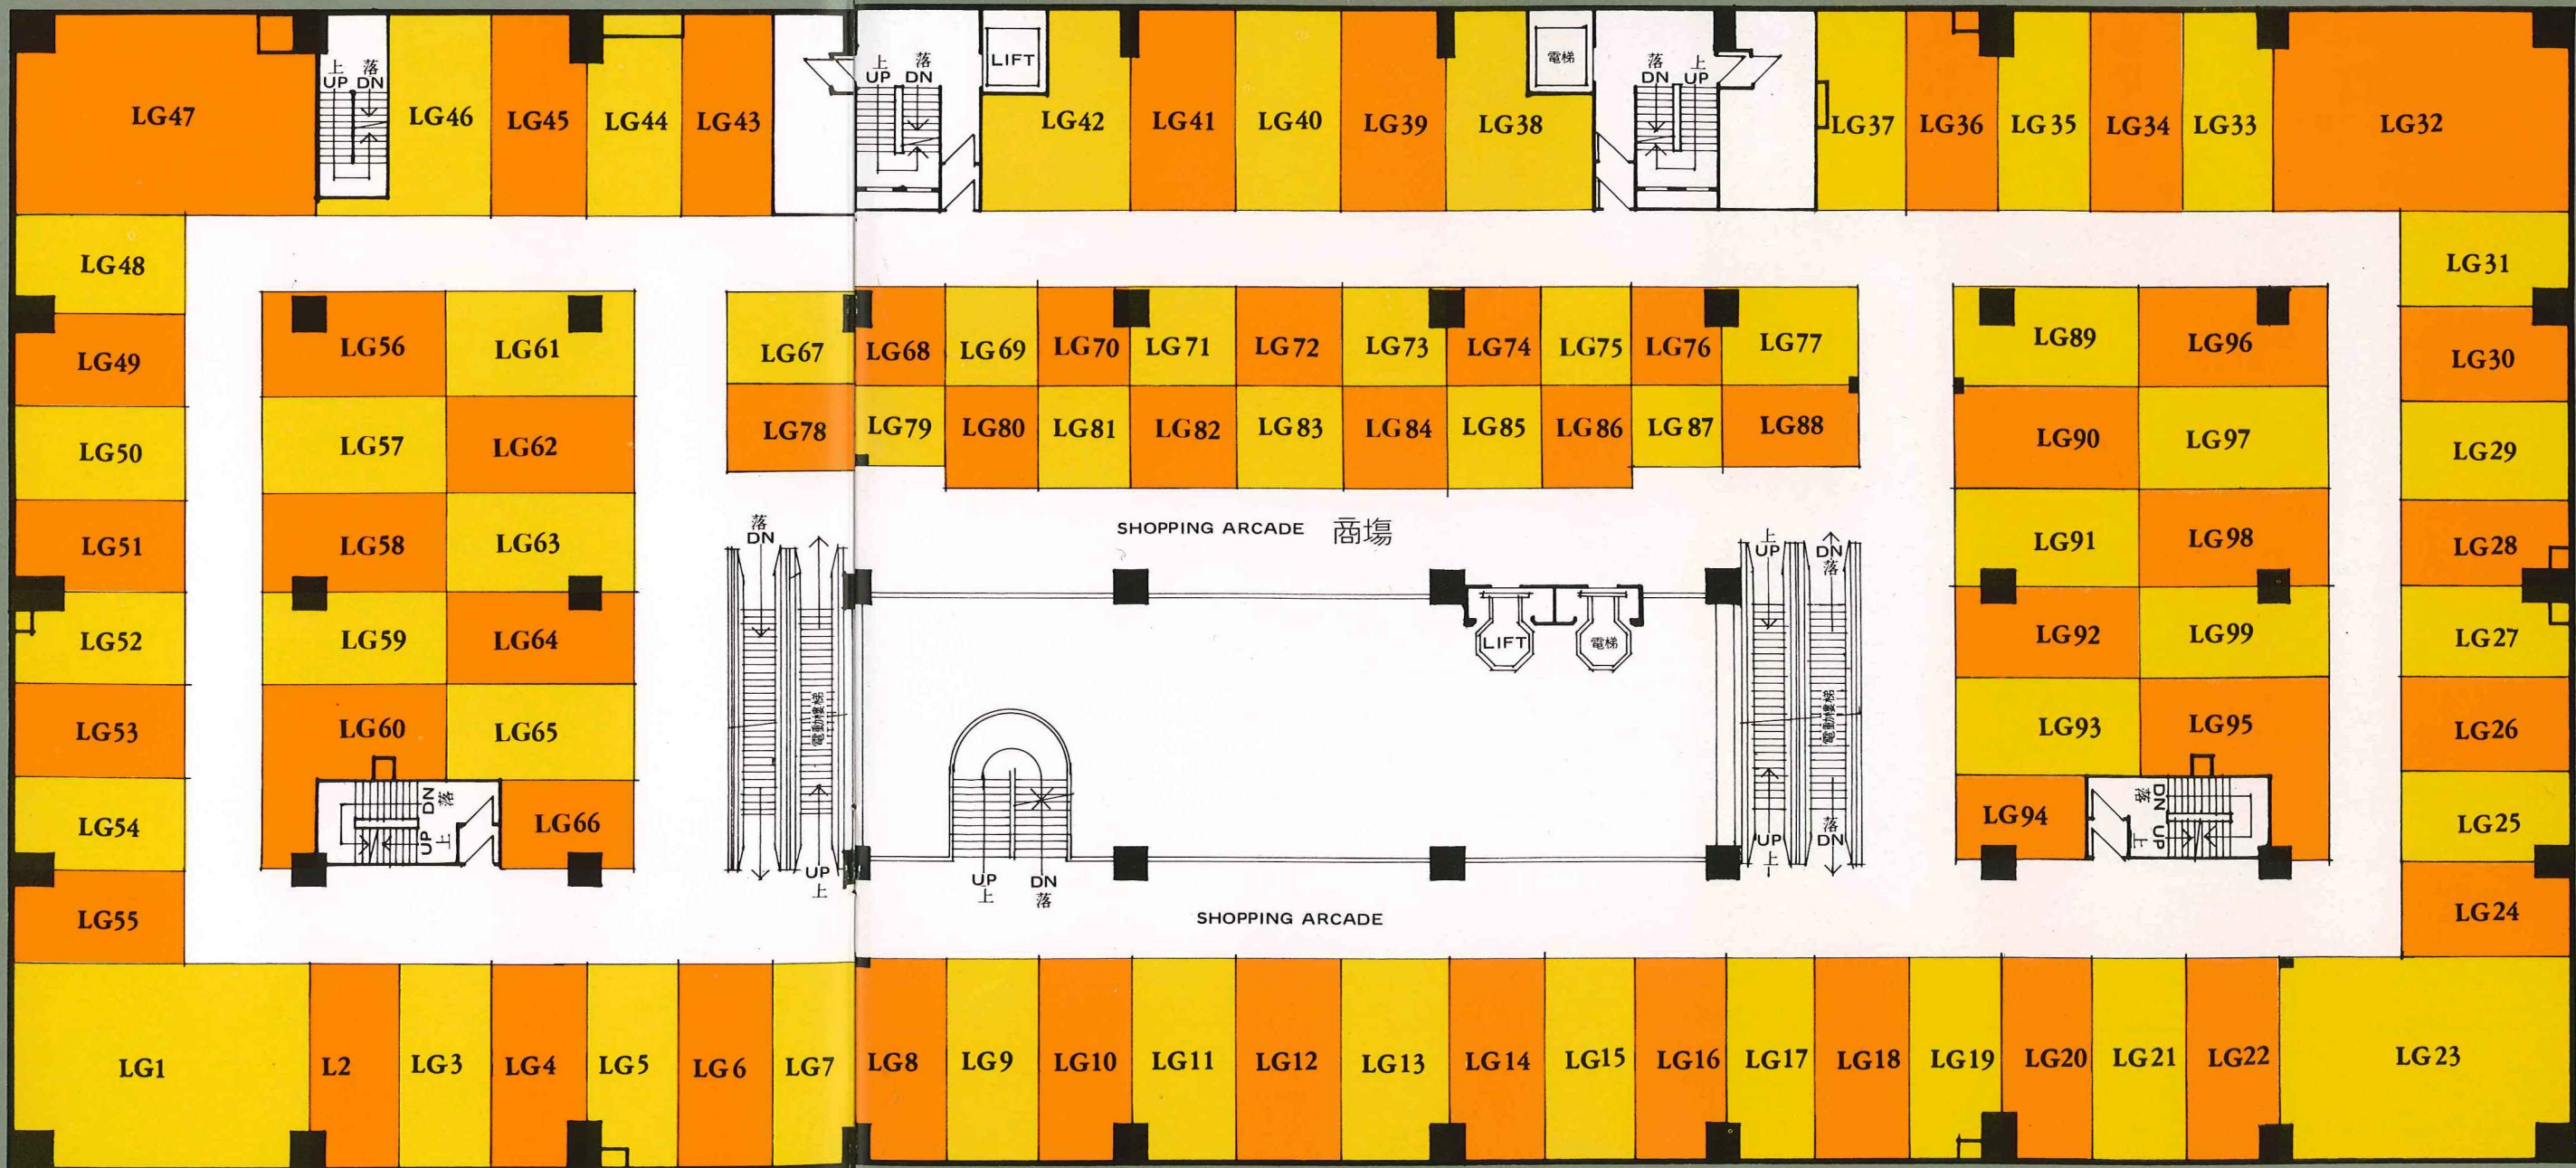 LG47
上 落
UP DN
LG46
LG45
LG44
LG43
上 落
UP DN
LIFT
LG42
LG41
LG40
LG39
LG38
電梯
落 上
DN UP
LG37
LG36
LG35
LG34
LG33
LG32
LG48
LG31
LG49
LG30
LG50
LG29
LG51
LG28
LG52
LG27
LG53
LG26
LG54
LG25
LG55
LG24
LG56
LG61
LG57
LG62
LG58
LG63
LG59
LG64
LG60
LG65
DN 落
UP 上
LG66
LG67
LG68
LG69
LG70
LG71
LG72
LG73
LG74
LG75
LG76
LG77
LG78
LG79
LG80
LG81
LG82
LG83
LG84
LG85
LG86
LG87
LG88
LG89
LG96
LG90
LG97
LG91
LG98
LG92
LG99
LG93
LG95
LG94
落 DN
上 UP
SHOPPING ARCADE 商塲
落
DN
電動樓梯
UP
上
LIFT
電梯
上
UP
DN
落
電動樓梯
UP
上
落
DN
UP
上
DN
落
SHOPPING ARCADE
LG1
L2
LG3
LG4
LG5
LG6
LG7
LG8
LG9
LG10
LG11
LG12
LG13
LG14
LG15
LG16
LG17
LG18
LG19
LG20
LG21
LG22
LG23